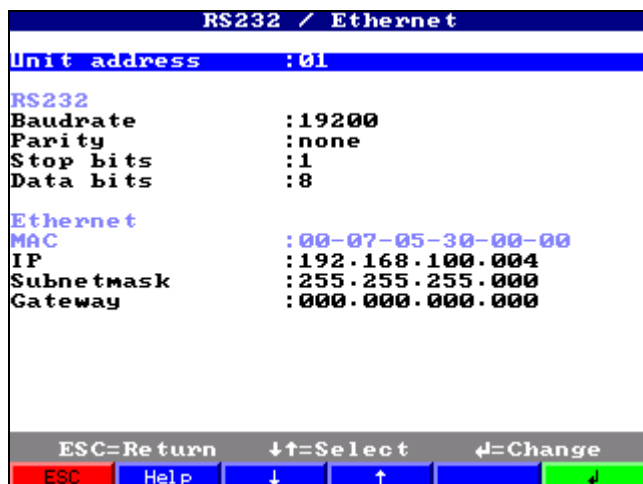 RS232 / Ethernet
Unit address :01
RS232
Baudrate :19200
Parity :none
Stop bits :1
Data bits :8
Ethernet
MAC :00-07-05-30-00-00
IP :192.168.100.004
Subnetmask :255.255.255.000
Gateway :000.000.000.000
ESC=Return ↓↑=Select ↲=Change
ESC Help ↓ ↑ ↲